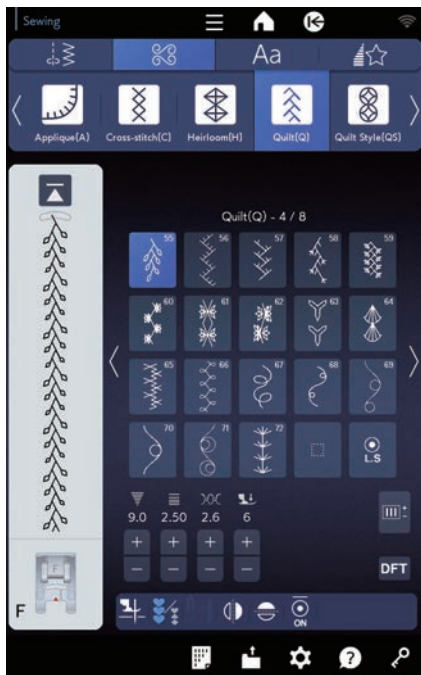 Sewing
Aa
Applique(A) Cross-stitch(C) Heirloom(H) Quilt(Q) Quilt Style(QS)
Quilt(Q) - 4 / 8
55 56 57 58 59
60 61 62 63 64
65 66 67 68 69
70 71 72 L.S
9.0 2.50 2.6 6
+ + + +
- - - -
DFT
F F
ON
?